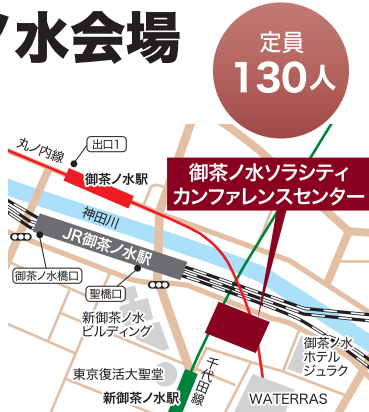 水会場
定員
130人
丸ノ内線
出口1
御茶ノ水駅
御茶ノ水ソラシティ
カンファレンスセンター
神田川
JR御茶ノ水駅
御茶ノ水橋口
聖橋口
新御茶ノ水
ビルディング
御茶ノ水
ホテル
ジュラク
東京復活大聖堂
千代田線
新御茶ノ水駅
WATERRAS